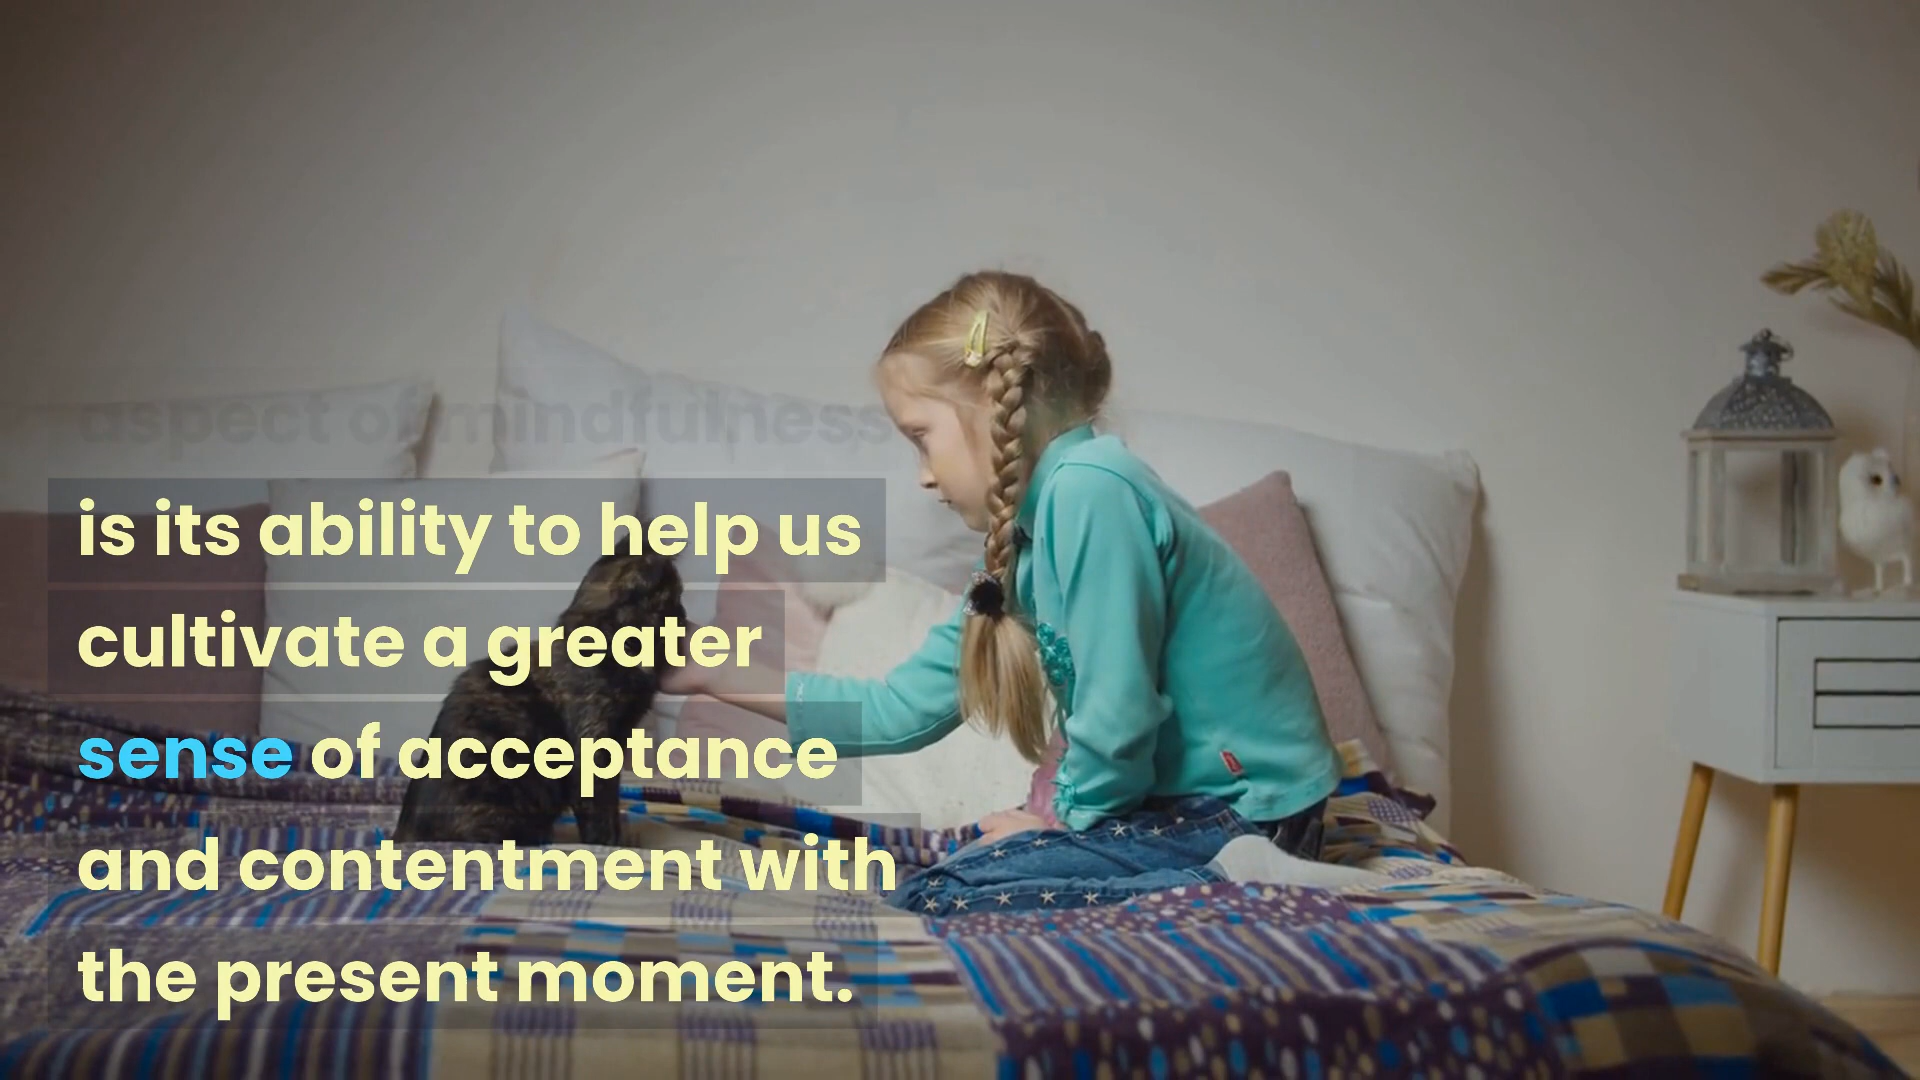 aspect of mindfulness
is its ability to help us
cultivate a greater
sense of acceptance
and contentment with
the present moment.